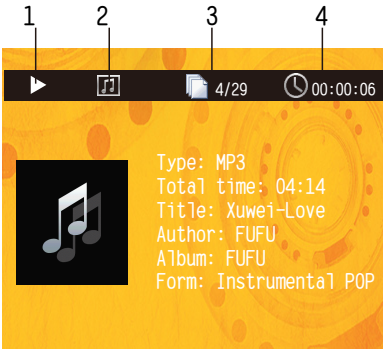 1 2 3 4
4/29 00:00:06
Type: MP3
Total time: 04:14
Title: Xuwei-Love
Author: FUFU
Album: FUFU
Form: Instrumental POP